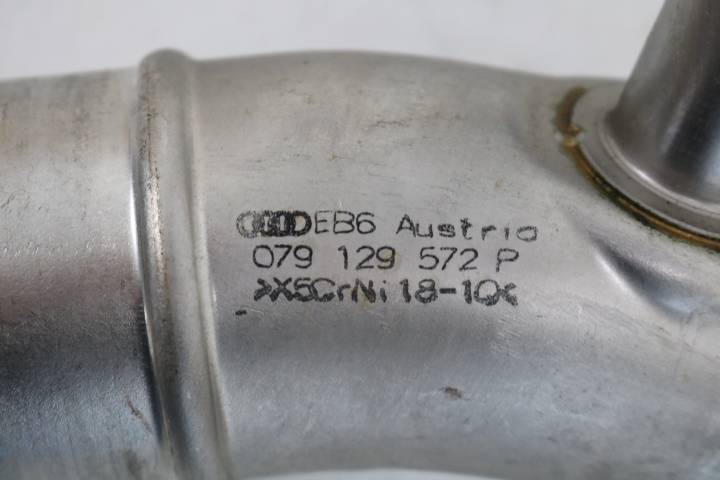 EB6 Austria
079 129 572 P
>X5CrNi18-10<